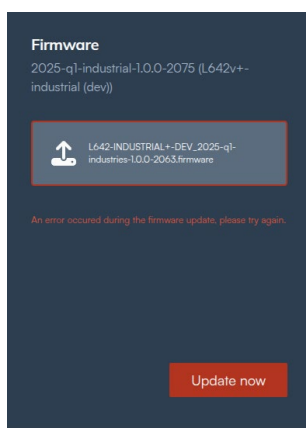 Firmware
2025-q1-industrial-1.0.0-2075 (L642v+-
industrial (dev))
L642-INDUSTRIAL+-DEV_2025-q1-
industries-1.0.0-2063.firmware
An error occured during the firmware update, please try again.
Update now